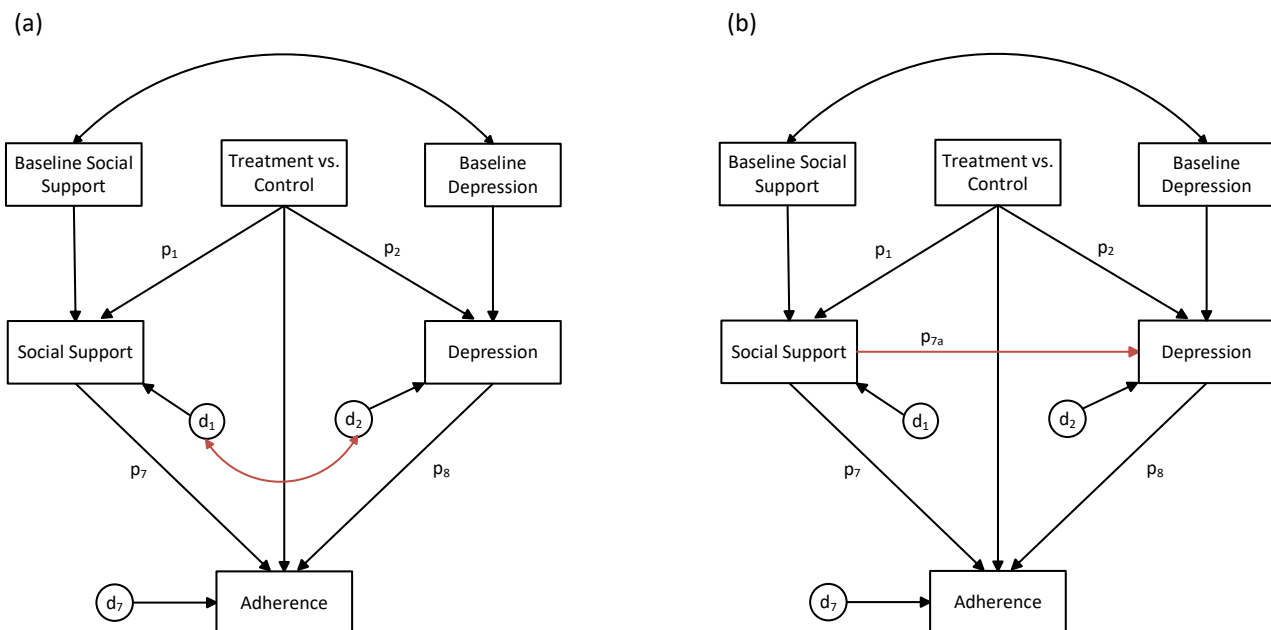 (a)
Baseline Social
Support
Treatment vs.
Control
Baseline
Depression
p₁
p₂
Social Support
Depression
d₁
d₂
p₇
p₈
d₇
Adherence
(b)
Baseline Social
Support
Treatment vs.
Control
Baseline
Depression
p₁
p₂
p₇ₐ
Social Support
Depression
d₁
d₂
p₇
p₈
d₇
Adherence